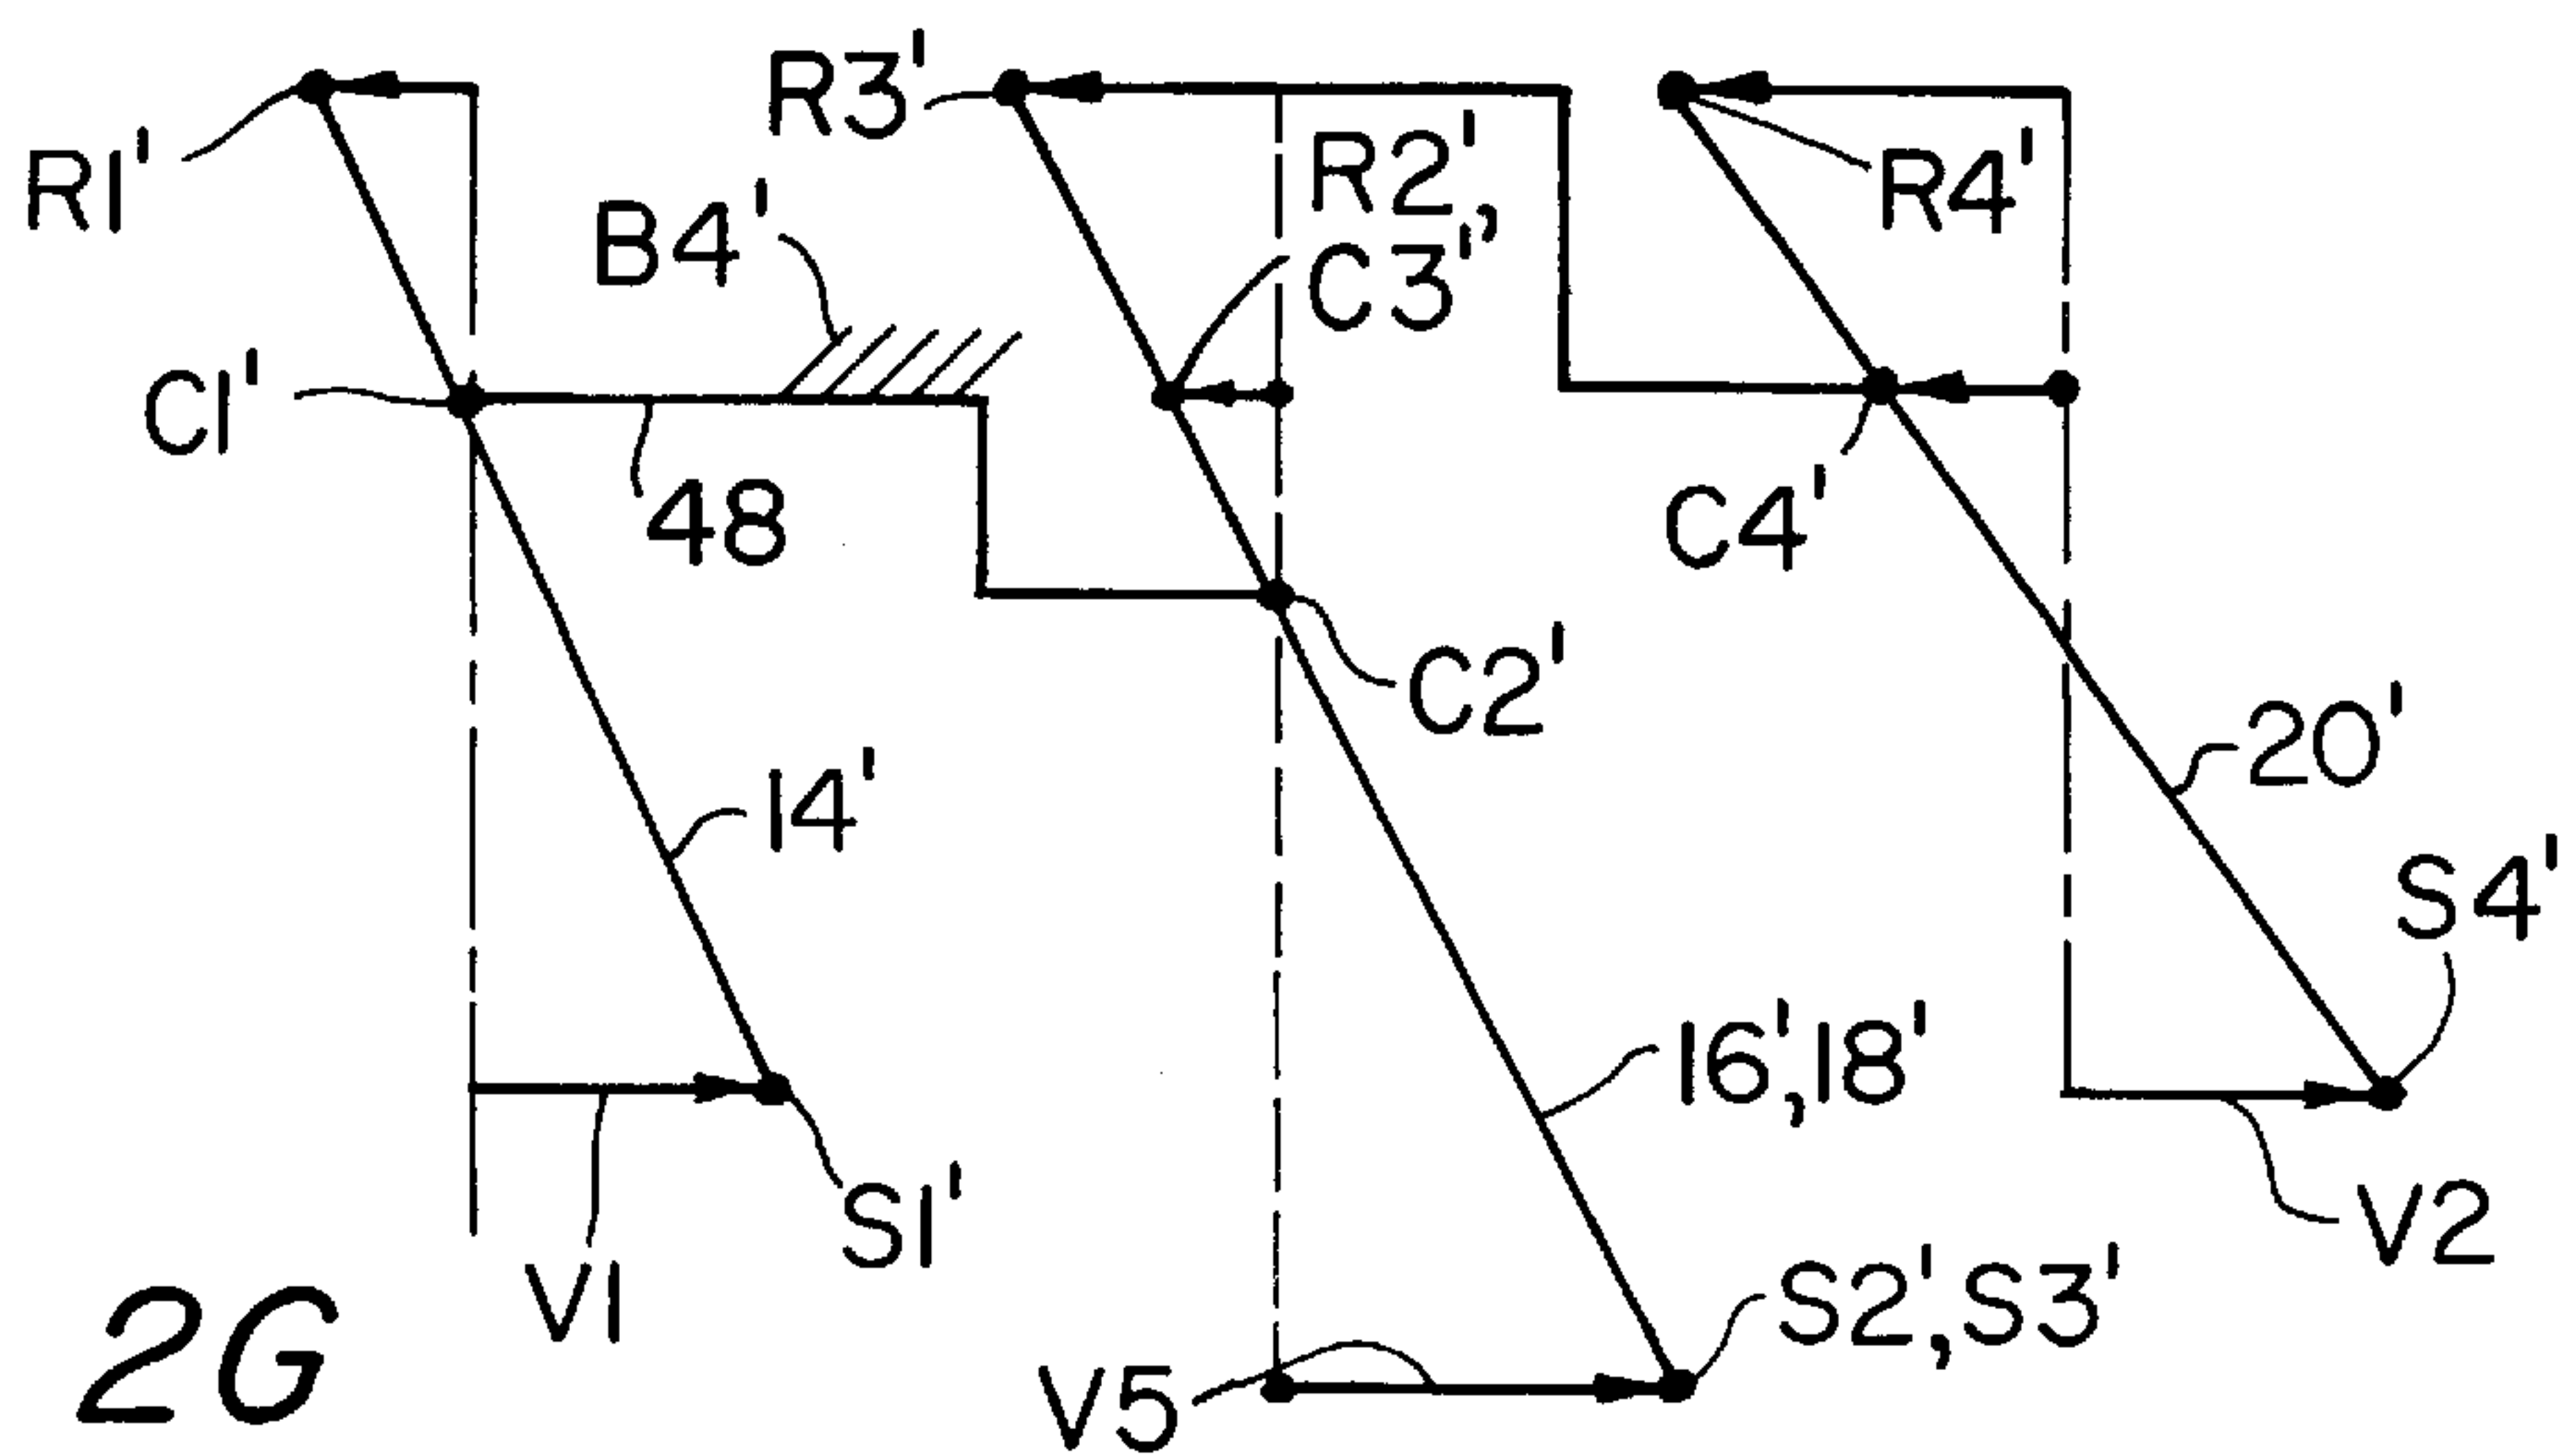 R3'
R1'
R2',
C3'
R4'
B4'
C1'
48
C4'
C2'
20'
14'
S4'
16',18'
S1'
V2
V1
S2',S3'
V5
2G